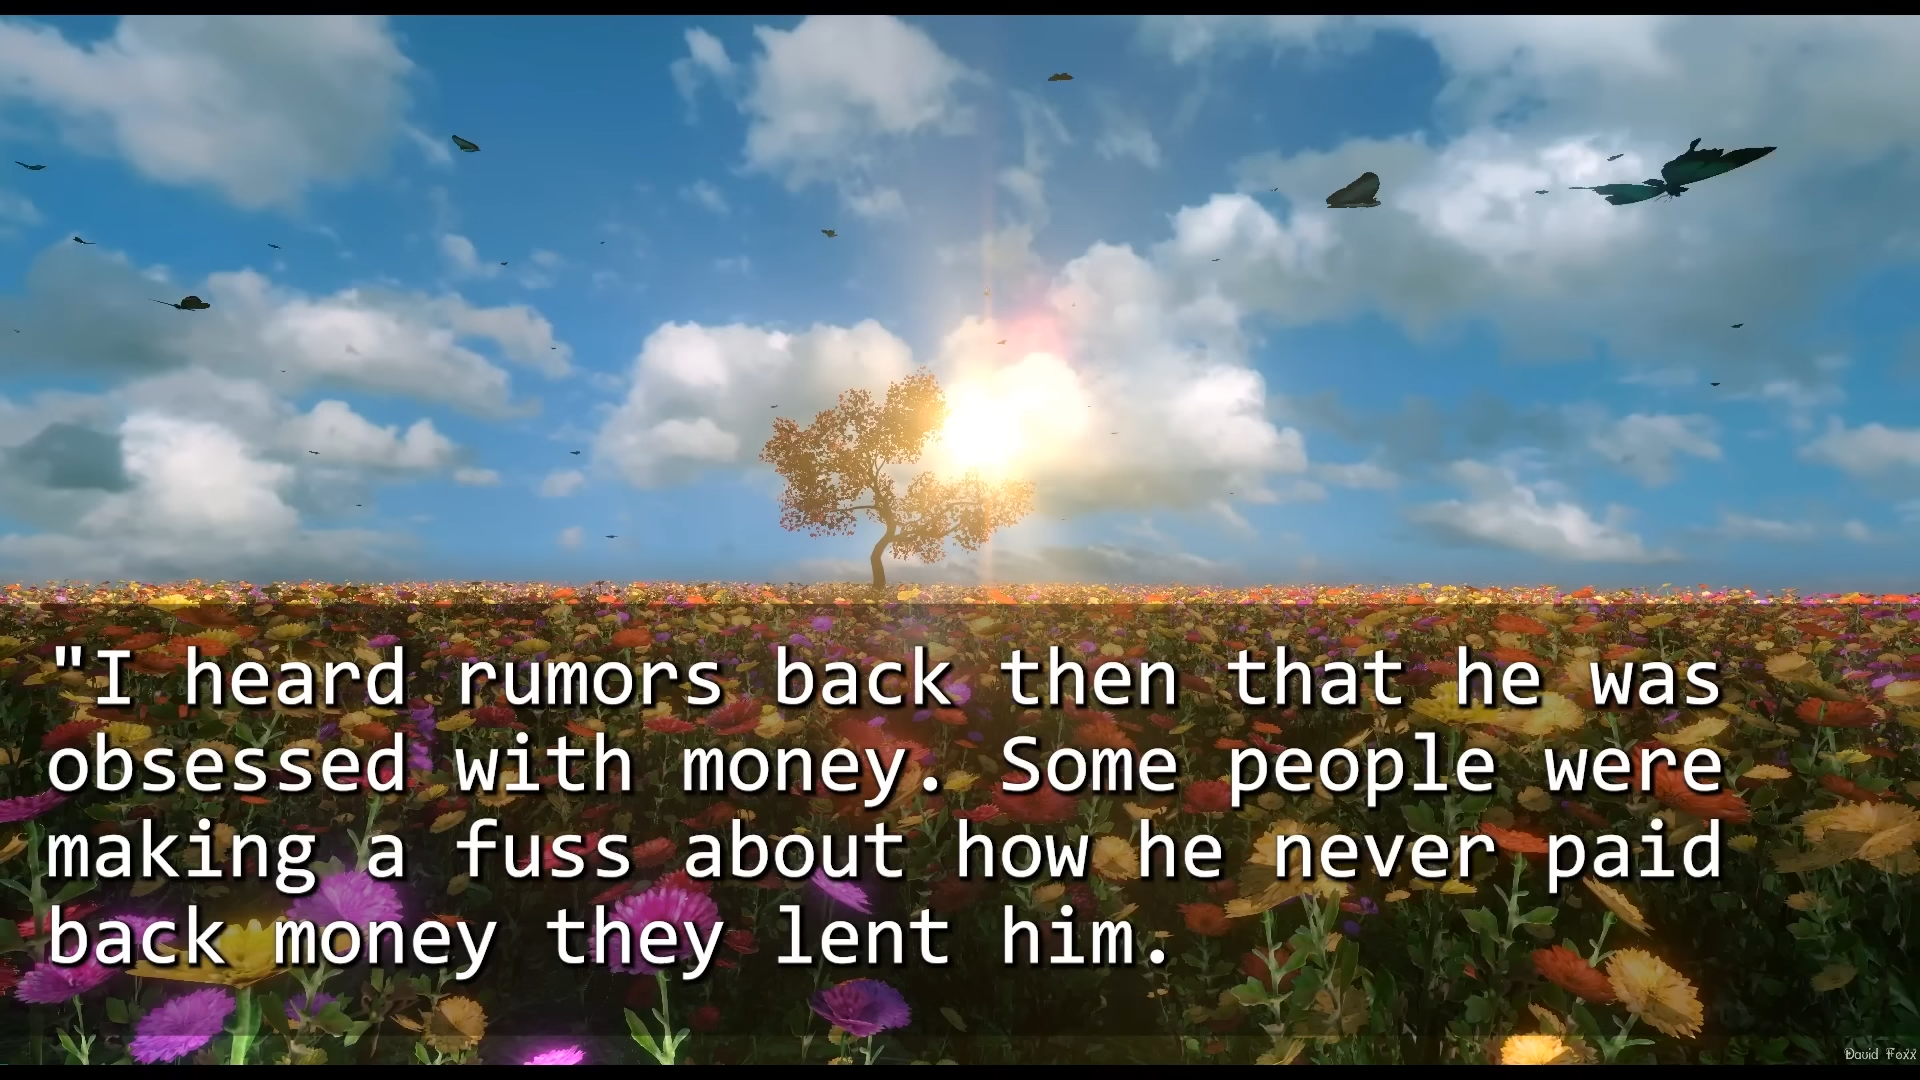 "I heard rumors back then that he was
obsessed with money. Some people were
making a fuss about how he never paid
back money they lent him.
David Foxx